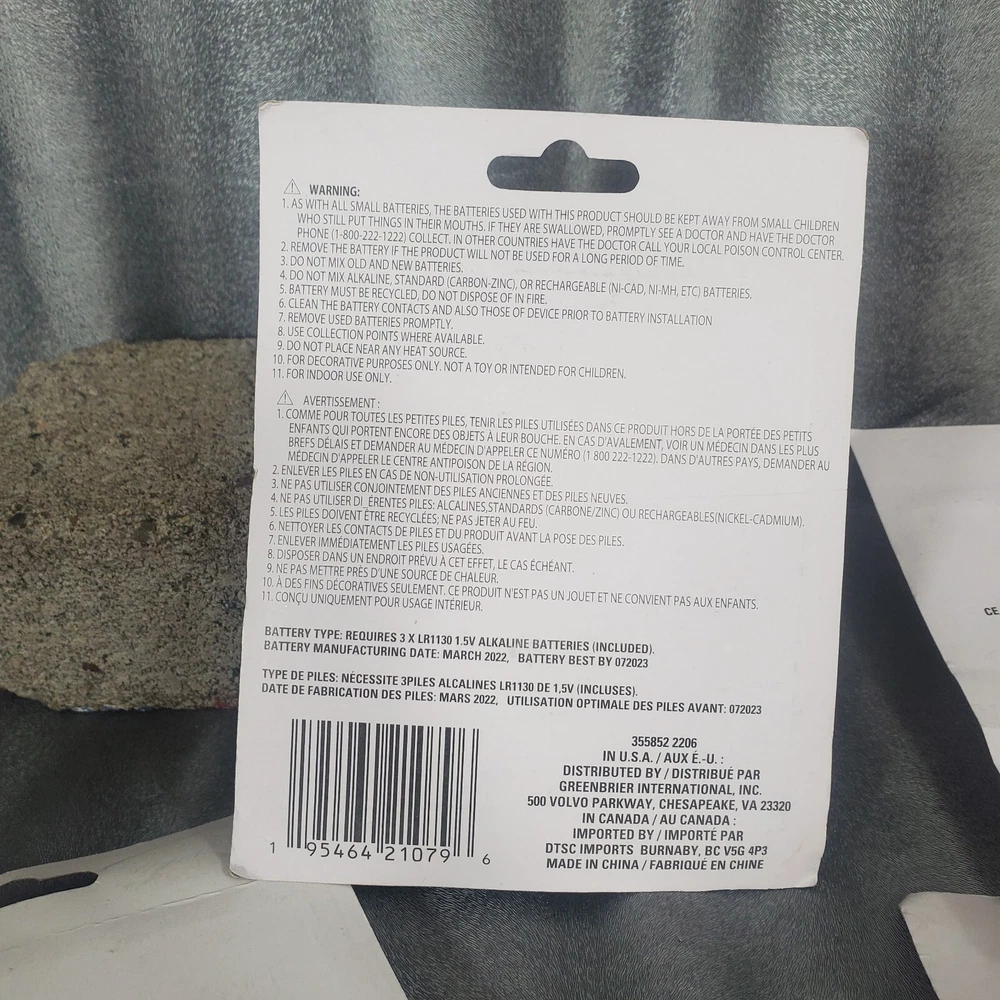 ⚠ WARNING:
1. AS WITH ALL SMALL BATTERIES, THE BATTERIES USED WITH THIS PRODUCT SHOULD BE KEPT AWAY FROM SMALL CHILDREN
WHO STILL PUT THINGS IN THEIR MOUTHS. IF THEY ARE SWALLOWED, PROMPTLY SEE A DOCTOR AND HAVE THE DOCTOR
PHONE (1-800-222-1222) COLLECT. IN OTHER COUNTRIES HAVE THE DOCTOR CALL YOUR LOCAL POISON CONTROL CENTER.
2. REMOVE THE BATTERY IF THE PRODUCT WILL NOT BE USED FOR A LONG PERIOD OF TIME.
3. DO NOT MIX OLD AND NEW BATTERIES.
4. DO NOT MIX ALKALINE, STANDARD (CARBON-ZINC), OR RECHARGEABLE (NI-CAD, NI-MH, ETC) BATTERIES.
5. BATTERY MUST BE RECYCLED, DO NOT DISPOSE OF IN FIRE.
6. CLEAN THE BATTERY CONTACTS AND ALSO THOSE OF DEVICE PRIOR TO BATTERY INSTALLATION
7. REMOVE USED BATTERIES PROMPTLY.
8. USE COLLECTION POINTS WHERE AVAILABLE.
9. DO NOT PLACE NEAR ANY HEAT SOURCE.
10. FOR DECORATIVE PURPOSES ONLY. NOT A TOY OR INTENDED FOR CHILDREN.
11. FOR INDOOR USE ONLY.
⚠ AVERTISSEMENT :
1. COMME POUR TOUTES LES PETITES PILES, TENIR LES PILES UTILISÉES DANS CE PRODUIT HORS DE LA PORTÉE DES PETITS
ENFANTS QUI PORTENT ENCORE DES OBJETS À LEUR BOUCHE. EN CAS D'AVALEMENT, VOIR UN MÉDECIN DANS LES PLUS
BREFS DÉLAIS ET DEMANDER AU MÉDECIN D'APPELER CE NUMÉRO (1 800 222-1222). DANS D'AUTRES PAYS, DEMANDER AU
MÉDECIN D'APPELER LE CENTRE ANTIPOISON DE LA RÉGION.
2. ENLEVER LES PILES EN CAS DE NON-UTILISATION PROLONGÉE.
3. NE PAS UTILISER CONJOINTEMENT DES PILES ANCIENNES ET DES PILES NEUVES.
4. NE PAS UTILISER DI_ÉRENTES PILES: ALCALINES,STANDARDS (CARBONE/ZINC) OU RECHARGEABLES(NICKEL-CADMIUM).
5. LES PILES DOIVENT ÊTRE RECYCLÉES; NE PAS JETER AU FEU.
6. NETTOYER LES CONTACTS DE PILES ET DU PRODUIT AVANT LA POSE DES PILES.
7. ENLEVER IMMÉDIATEMENT LES PILES USAGÉES.
8. DISPOSER DANS UN ENDROIT PRÉVU À CET EFFET, LE CAS ÉCHÉANT.
9. NE PAS METTRE PRÈS D'UNE SOURCE DE CHALEUR.
10. À DES FINS DÉCORATIVES SEULEMENT. CE PRODUIT N'EST PAS UN JOUET ET NE CONVIENT PAS AUX ENFANTS.
11. CONÇU UNIQUEMENT POUR USAGE INTÉRIEUR.
BATTERY TYPE: REQUIRES 3 X LR1130 1.5V ALKALINE BATTERIES (INCLUDED).
BATTERY MANUFACTURING DATE: MARCH 2022, BATTERY BEST BY 072023
TYPE DE PILES: NÉCESSITE 3PILES ALCALINES LR1130 DE 1,5V (INCLUSES).
DATE DE FABRICATION DES PILES: MARS 2022, UTILISATION OPTIMALE DES PILES AVANT: 072023
1 95464 21079 6
355852 2206
IN U.S.A. / AUX É.-U. :
DISTRIBUTED BY / DISTRIBUÉ PAR
GREENBRIER INTERNATIONAL, INC.
500 VOLVO PARKWAY, CHESAPEAKE, VA 23320
IN CANADA / AU CANADA :
IMPORTED BY / IMPORTÉ PAR
DTSC IMPORTS BURNABY, BC V5G 4P3
MADE IN CHINA / FABRIQUÉ EN CHINE
CE